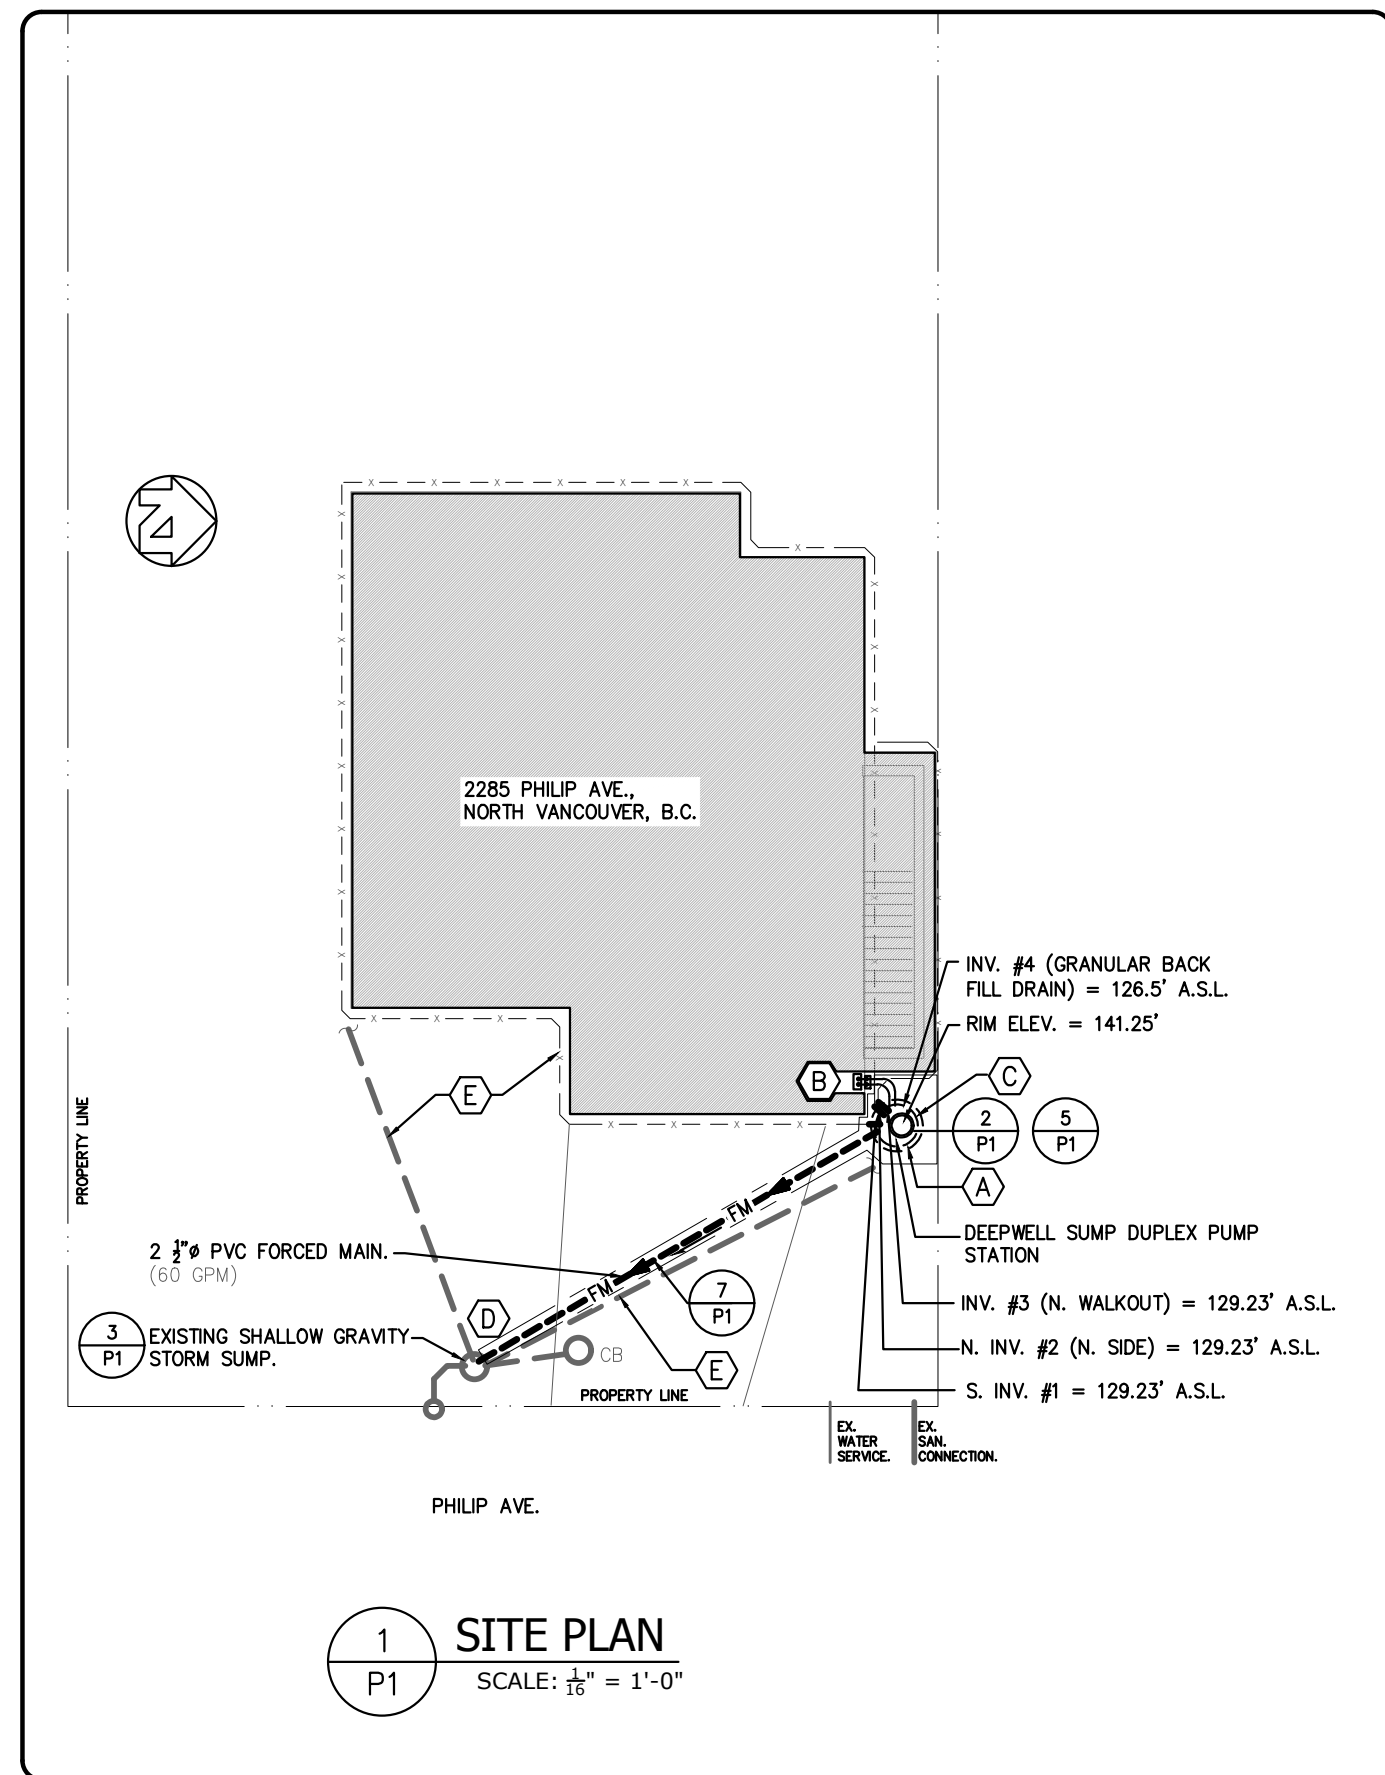 N
2285 PHILIP AVE.,
NORTH VANCOUVER, B.C.
INV. #4 (GRANULAR BACK
FILL DRAIN) = 126.5' A.S.L.
RIM ELEV. = 141.25'
B
C
E
2
P1
5
P1
A
PROPERTY LINE
DEEPWELL SUMP DUPLEX PUMP
STATION
2 ½"ø PVC FORCED MAIN.
(60 GPM)
FM
FM
7
P1
INV. #3 (N. WALKOUT) = 129.23' A.S.L.
D
3
P1
EXISTING SHALLOW GRAVITY
STORM SUMP.
CB
E
N. INV. #2 (N. SIDE) = 129.23' A.S.L.
S. INV. #1 = 129.23' A.S.L.
PROPERTY LINE
EX.
WATER
SERVICE.
EX.
SAN.
CONNECTION.
PHILIP AVE.
1
P1
SITE PLAN
SCALE: 1/16" = 1'-0"